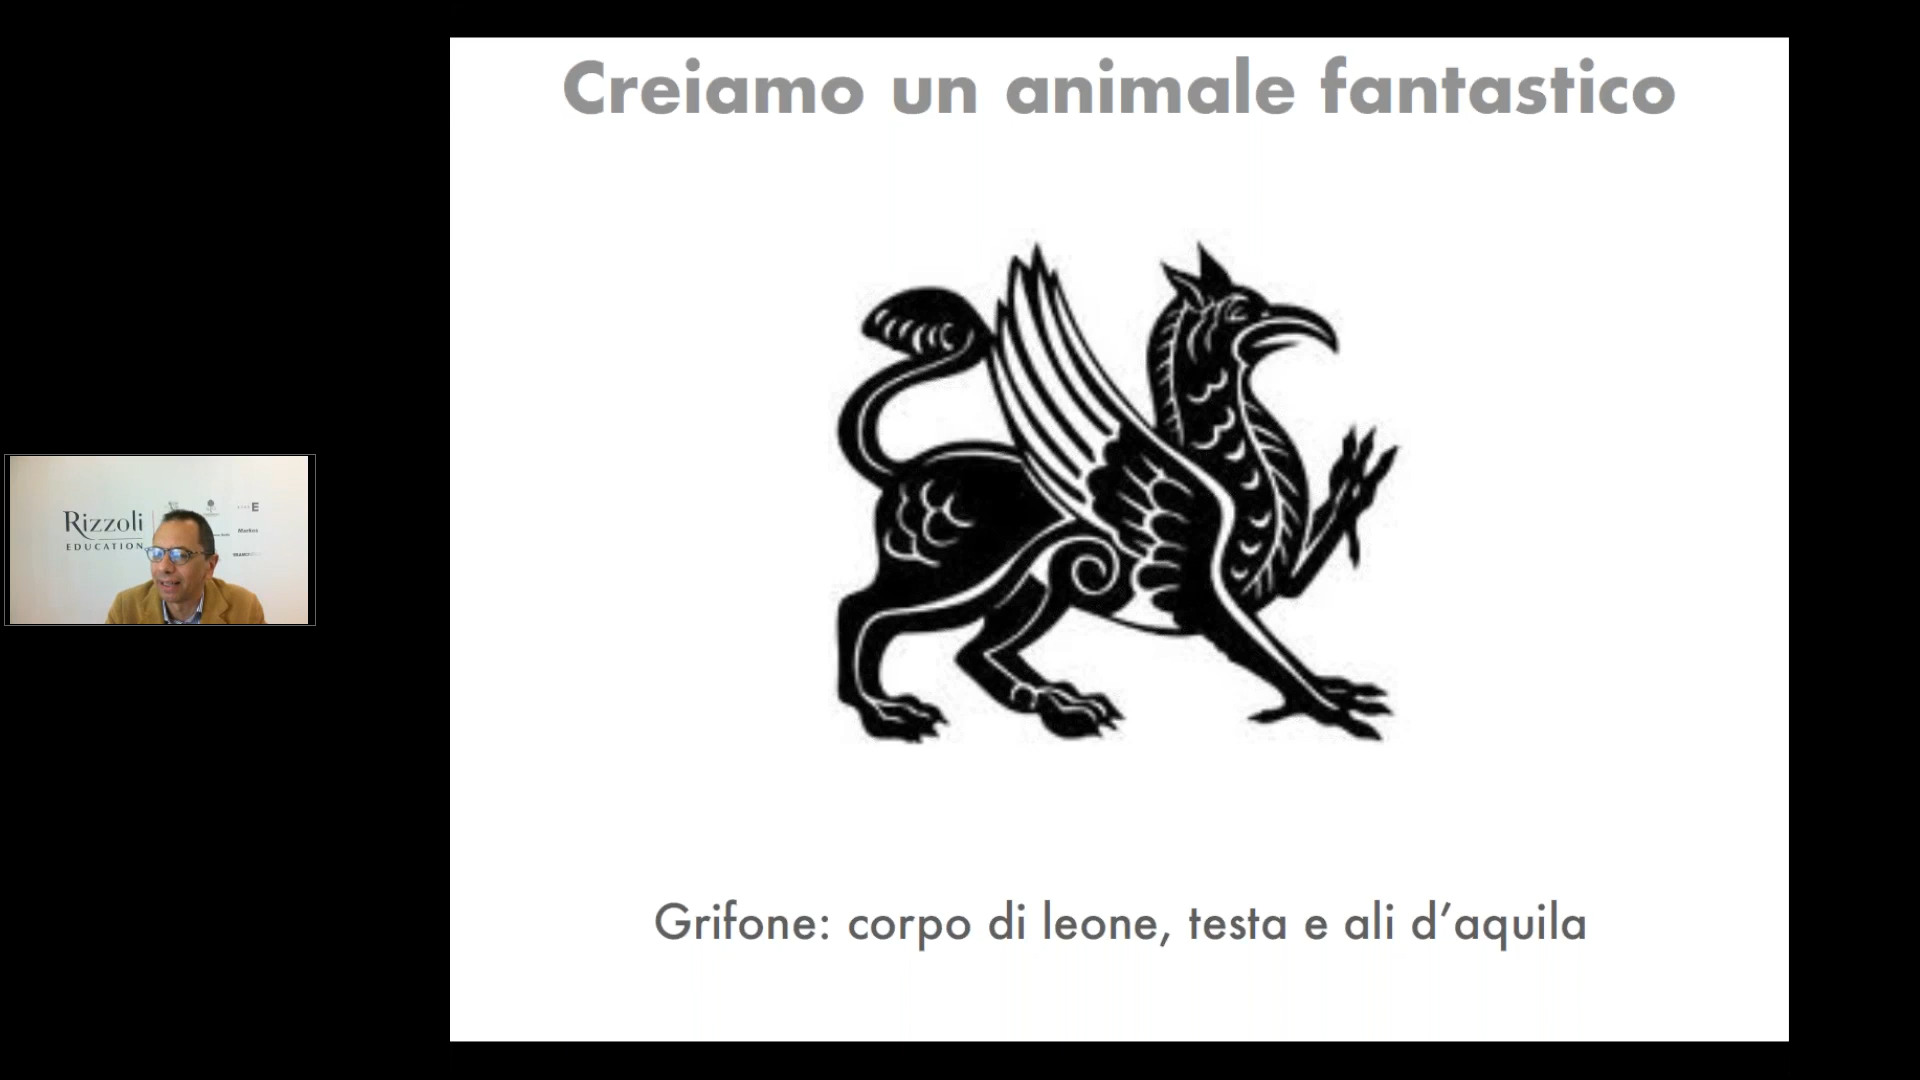 Creiamo un animale fantastico
Rizzoli
EDUCATION
Grifone: corpo di leone, testa e ali d’aquila